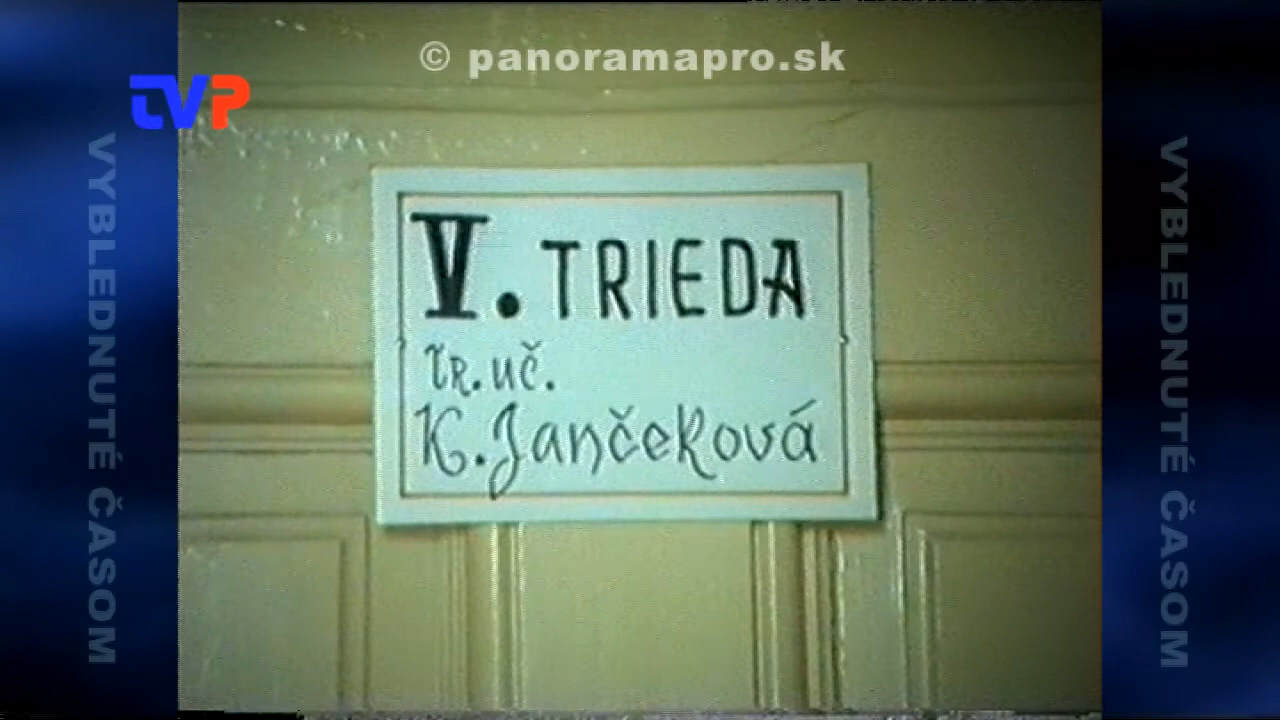 © panoramapro.sk
TVP
VYBLEDNUTÉ ČASOM
V. TRIEDA
tr. uč.
K. Jančeková
VYBLEDNUTÉ ČASOM